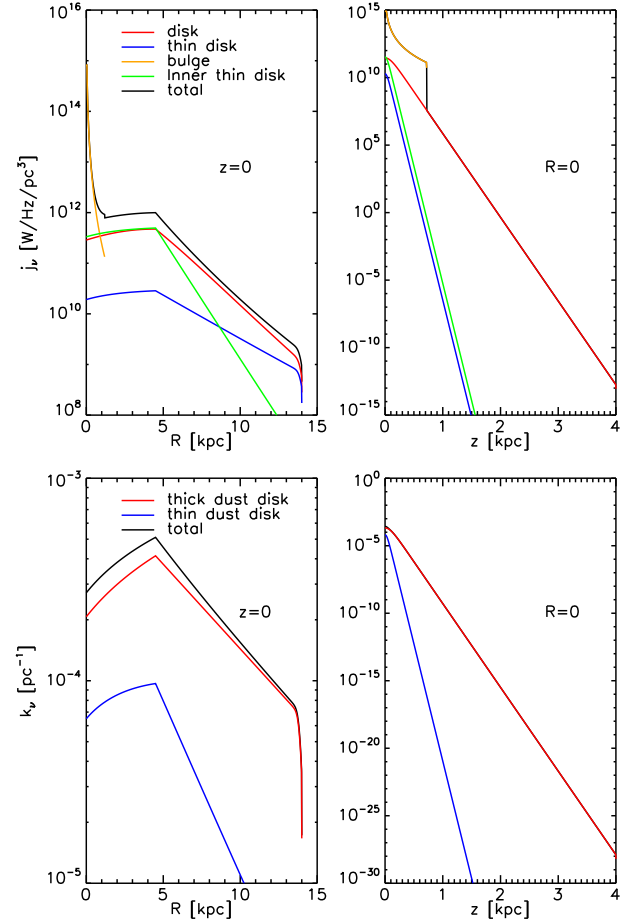 10^16
10^14
10^12
10^10
10^8
j_ν [W/Hz/pc^3]
disk
thin disk
bulge
Inner thin disk
total
z=0
0 5 10 15
R [kpc]
10^15
10^10
10^5
10^0
10^-5
10^-10
10^-15
R=0
0 1 2 3 4
z [kpc]
10^-3
10^-4
10^-5
k_ν [pc^-1]
thick dust disk
thin dust disk
total
z=0
0 5 10 15
R [kpc]
10^0
10^-5
10^-10
10^-15
10^-20
10^-25
10^-30
R=0
0 1 2 3 4
z [kpc]